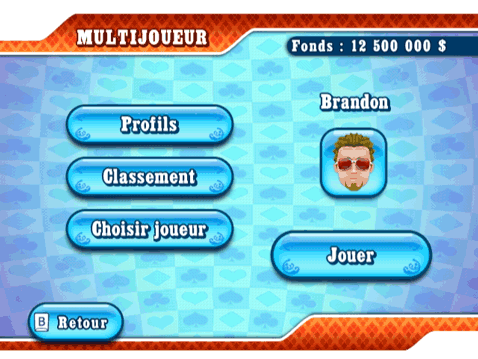 MULTIJOUEUR
Fonds : 12 500 000 $
Brandon
Profils
Classement
Choisir joueur
Jouer
B Retour